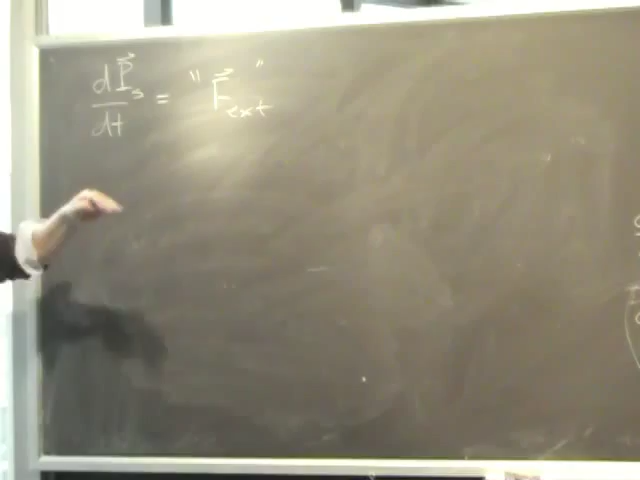 dP⃗s/dt = "F⃗ext"